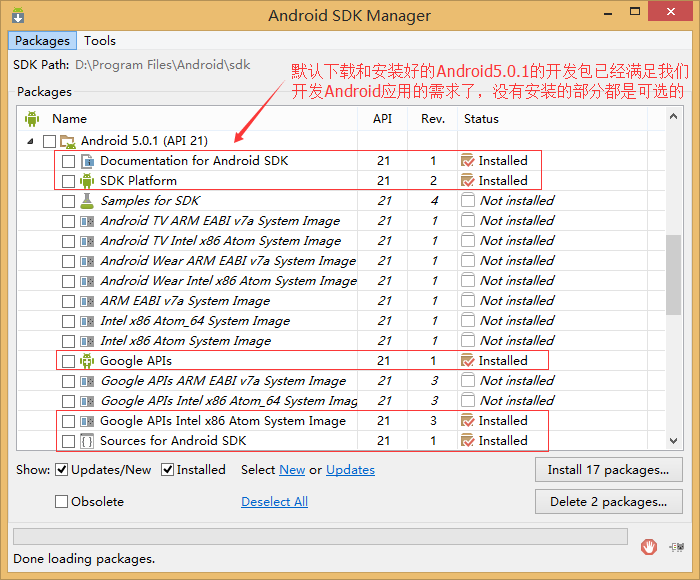 Android SDK Manager
Packages Tools
SDK Path: D:\Program Files\Android\sdk
默认下载和安装好的Android5.0.1的开发包已经满足我们
开发Android应用的需求了，没有安装的部分都是可选的
Packages
Name API Rev. Status
Android 5.0.1 (API 21)
Documentation for Android SDK 21 1 Installed
SDK Platform 21 2 Installed
Samples for SDK 21 4 Not installed
Android TV ARM EABI v7a System Image 21 1 Not installed
Android TV Intel x86 Atom System Image 21 1 Not installed
Android Wear ARM EABI v7a System Image 21 1 Not installed
Android Wear Intel x86 Atom System Image 21 1 Not installed
ARM EABI v7a System Image 21 1 Not installed
Intel x86 Atom_64 System Image 21 1 Not installed
Intel x86 Atom System Image 21 1 Not installed
Google APIs 21 1 Installed
Google APIs ARM EABI v7a System Image 21 3 Not installed
Google APIs Intel x86 Atom_64 System Imag 21 3 Not installed
Google APIs Intel x86 Atom System Image 21 3 Installed
Sources for Android SDK 21 1 Installed
Show: Updates/New Installed Select New or Updates Install 17 packages...
Obsolete Deselect All Delete 2 packages...
Done loading packages.